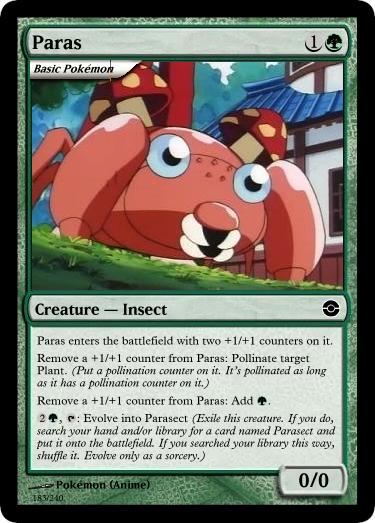 Paras 1
Basic Pokémon
Creature — Insect
Paras enters the battlefield with two +1/+1 counters on it.
Remove a +1/+1 counter from Paras: Pollinate target
Plant. (Put a pollination counter on it. It's pollinated as long
as it has a pollination counter on it.)
Remove a +1/+1 counter from Paras: Add .
2 , : Evolve into Parasect (Exile this creature. If you do,
search your hand and/or library for a card named Parasect and
put it onto the battlefield. If you searched your library this way,
shuffle it. Evolve only as a sorcery.)
0/0
Pokémon (Anime)
183/240